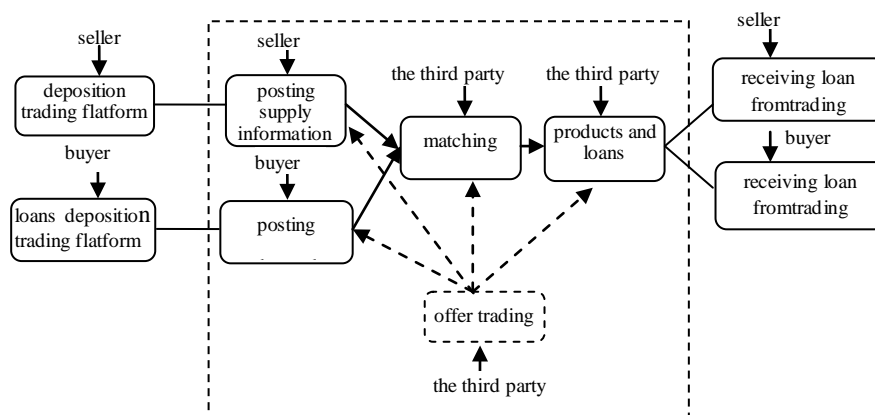 seller
deposition
trading flatform
buyer
loans deposition
trading flatform
seller
posting
supply
information
buyer
posting
the third party
matching
the third party
products and
loans
offer trading
the third party
seller
receiving loan
fromtrading
buyer
receiving loan
fromtrading